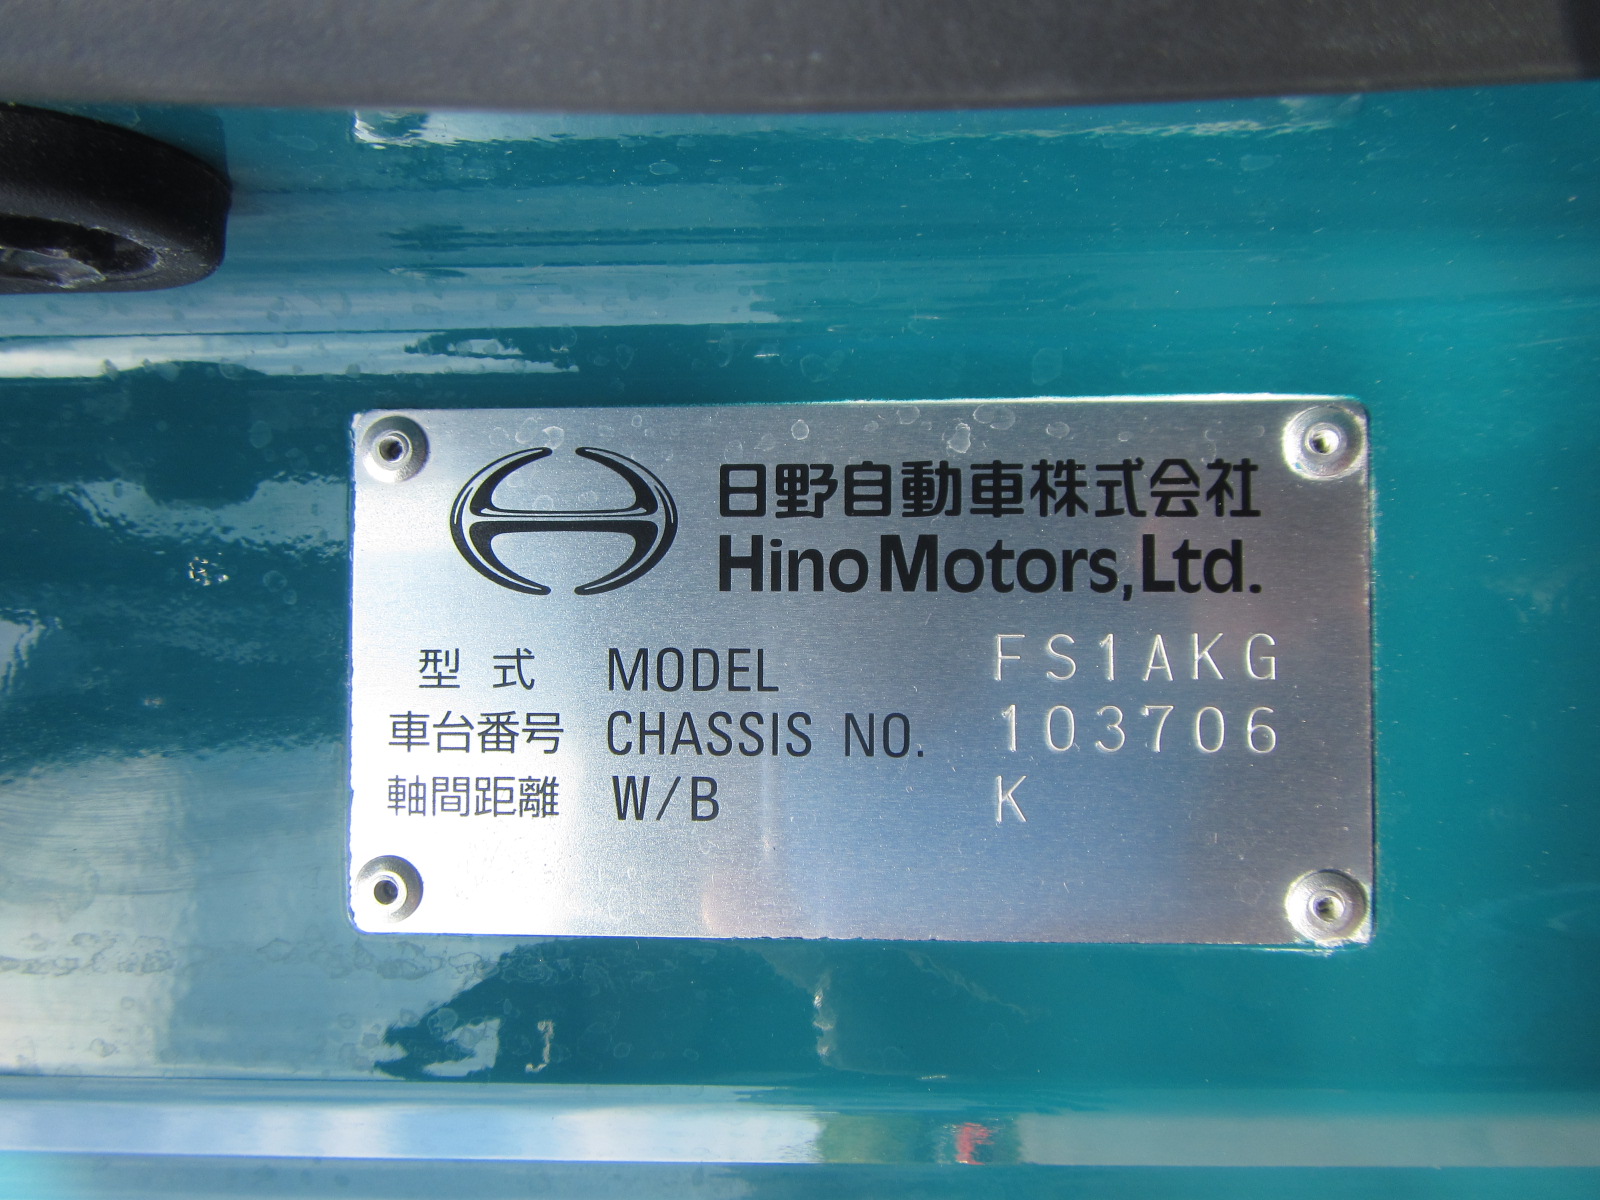 日野自動車株式会社
Hino Motors, Ltd.
型式 MODEL FS1AKG
車台番号 CHASSIS NO. 103706
軸間距離 W/B K